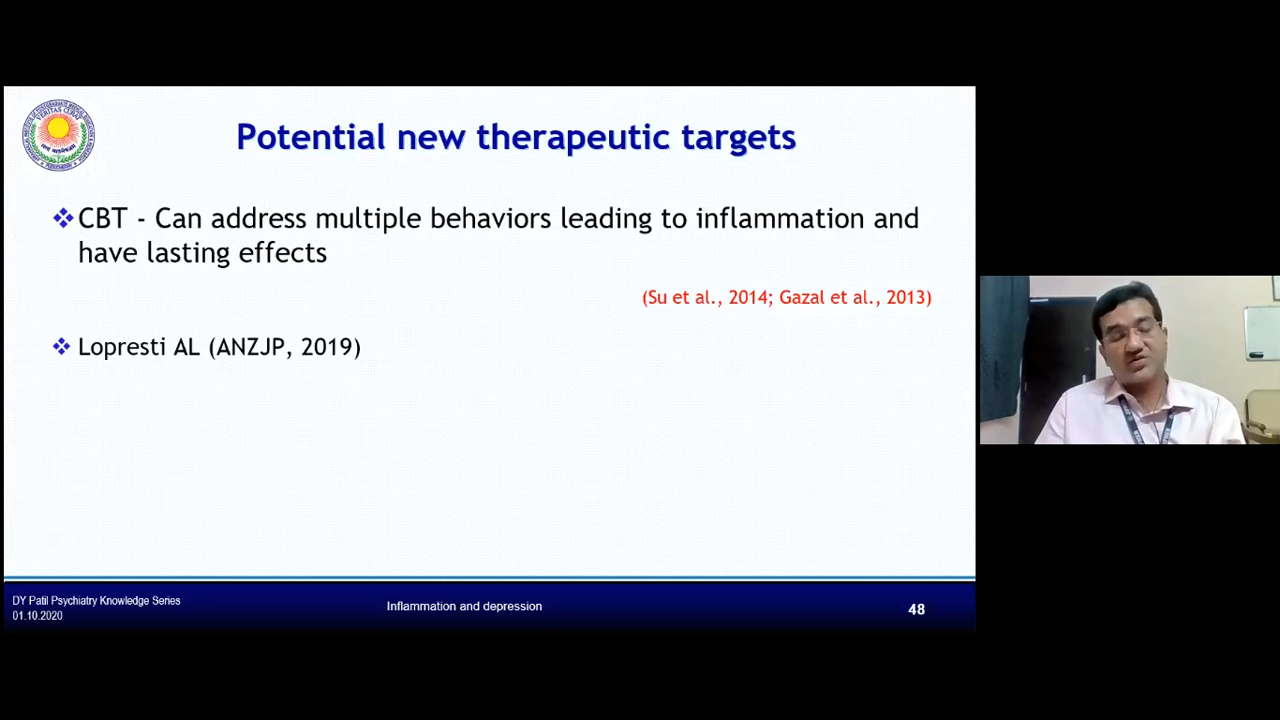 Potential new therapeutic targets
CBT - Can address multiple behaviors leading to inflammation and
have lasting effects
(Su et al., 2014; Gazal et al., 2013)
Lopresti AL (ANZJP, 2019)
DY Patil Psychiatry Knowledge Series
01.10.2020
Inflammation and depression
48